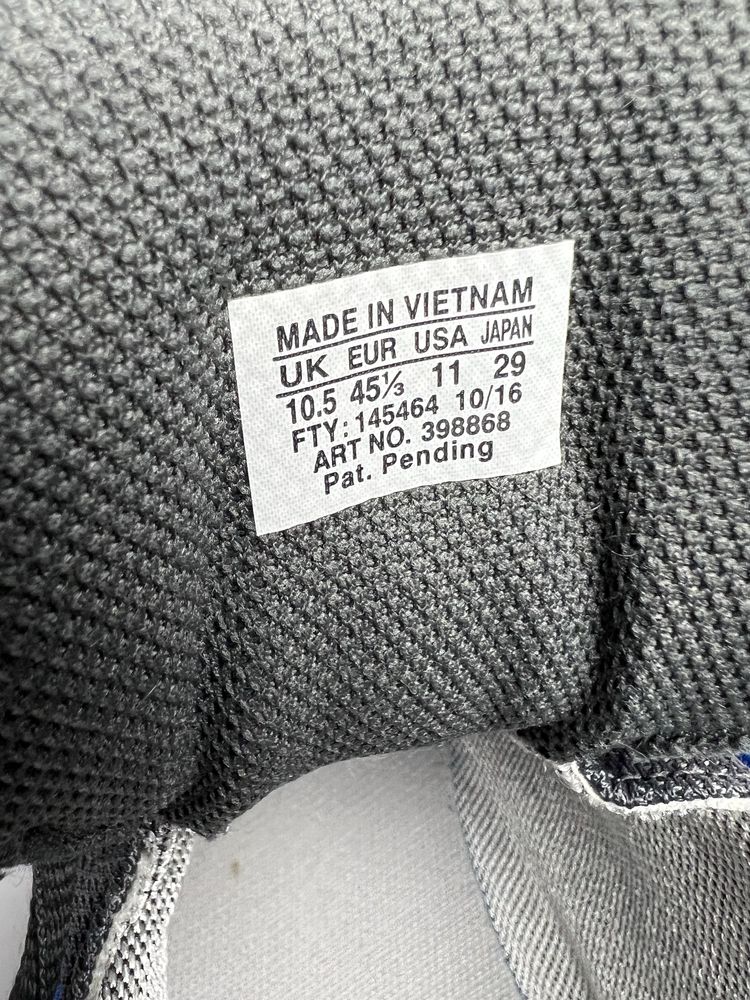 MADE IN VIETNAM
UK EUR USA JAPAN
10.5 45⅓ 11 29
FTY: 145464 10/16
ART NO. 398868
Pat. Pending